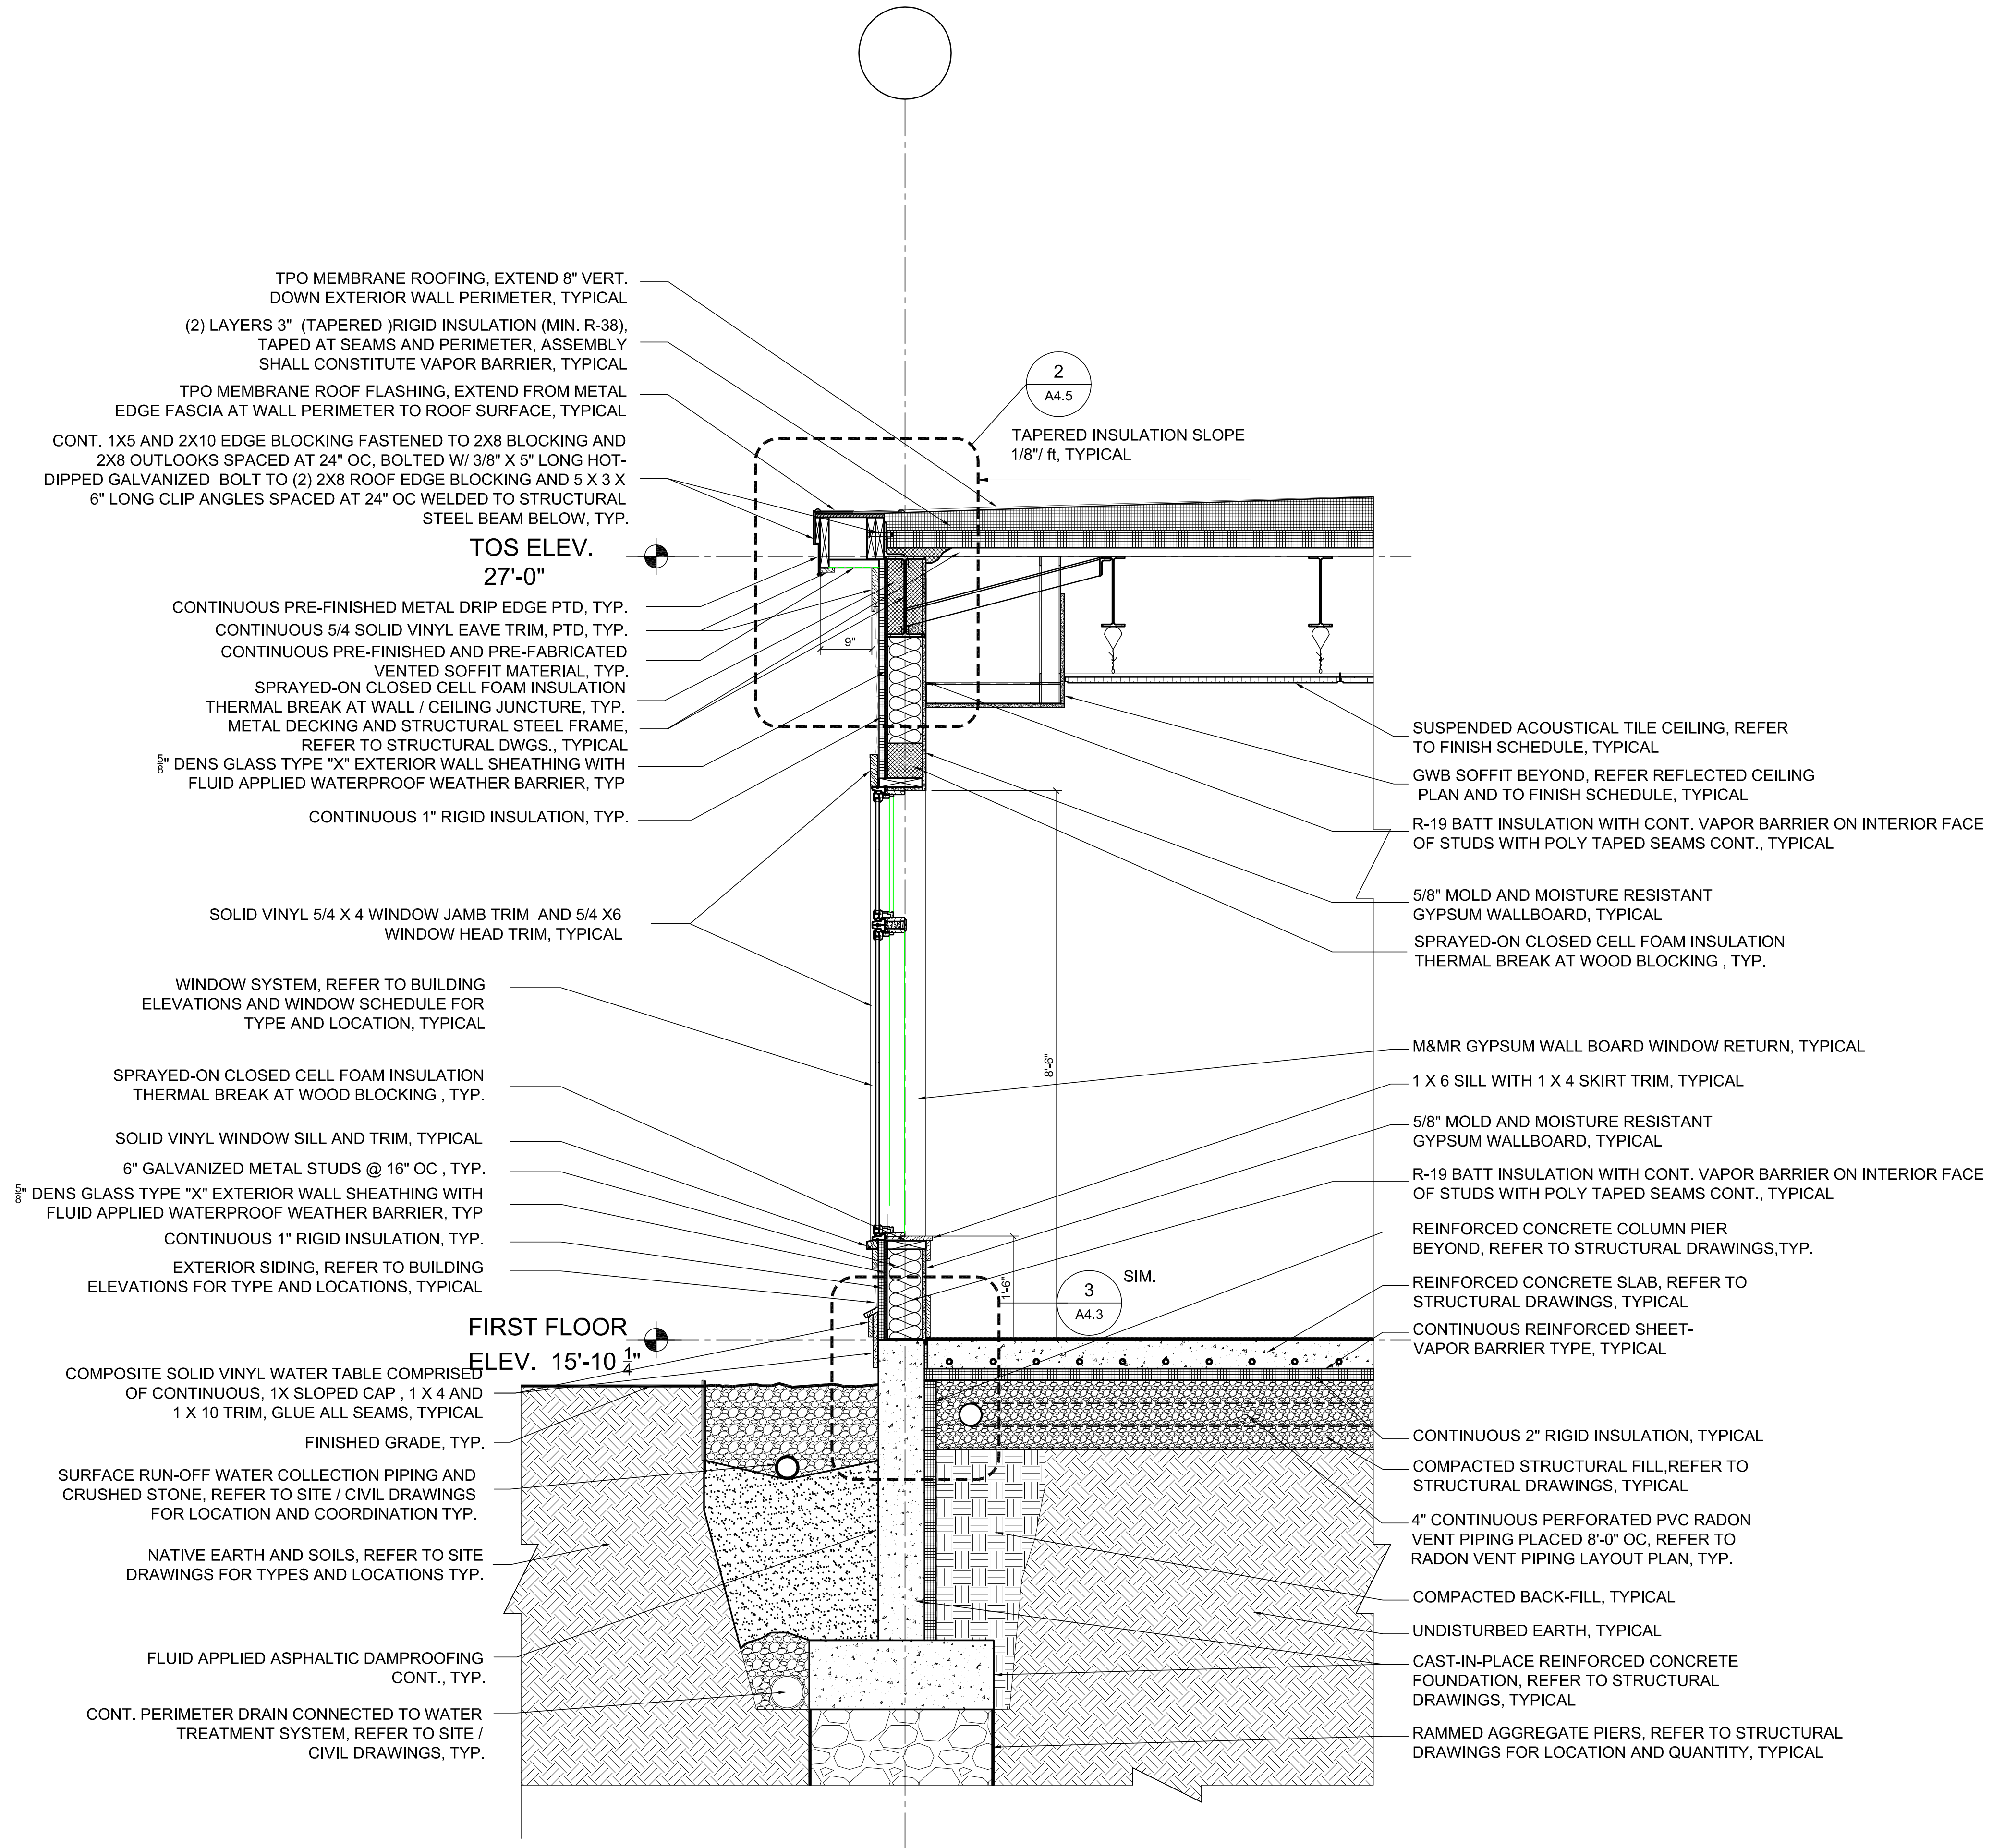 TPO MEMBRANE ROOFING, EXTEND 8" VERT.
DOWN EXTERIOR WALL PERIMETER, TYPICAL
(2) LAYERS 3" (TAPERED )RIGID INSULATION (MIN. R-38),
TAPED AT SEAMS AND PERIMETER, ASSEMBLY
SHALL CONSTITUTE VAPOR BARRIER, TYPICAL
TPO MEMBRANE ROOF FLASHING, EXTEND FROM METAL
EDGE FASCIA AT WALL PERIMETER TO ROOF SURFACE, TYPICAL
CONT. 1X5 AND 2X10 EDGE BLOCKING FASTENED TO 2X8 BLOCKING AND
2X8 OUTLOOKS SPACED AT 24" OC, BOLTED W/ 3/8" X 5" LONG HOT-
DIPPED GALVANIZED BOLT TO (2) 2X8 ROOF EDGE BLOCKING AND 5 X 3 X
6" LONG CLIP ANGLES SPACED AT 24" OC WELDED TO STRUCTURAL
STEEL BEAM BELOW, TYP.
TOS ELEV.
27'-0"
CONTINUOUS PRE-FINISHED METAL DRIP EDGE PTD, TYP.
CONTINUOUS 5/4 SOLID VINYL EAVE TRIM, PTD, TYP.
CONTINUOUS PRE-FINISHED AND PRE-FABRICATED
VENTED SOFFIT MATERIAL, TYP.
SPRAYED-ON CLOSED CELL FOAM INSULATION
THERMAL BREAK AT WALL / CEILING JUNCTURE, TYP.
METAL DECKING AND STRUCTURAL STEEL FRAME,
REFER TO STRUCTURAL DWGS., TYPICAL
5/8" DENS GLASS TYPE "X" EXTERIOR WALL SHEATHING WITH
FLUID APPLIED WATERPROOF WEATHER BARRIER, TYP
CONTINUOUS 1" RIGID INSULATION, TYP.
SOLID VINYL 5/4 X 4 WINDOW JAMB TRIM AND 5/4 X6
WINDOW HEAD TRIM, TYPICAL
WINDOW SYSTEM, REFER TO BUILDING
ELEVATIONS AND WINDOW SCHEDULE FOR
TYPE AND LOCATION, TYPICAL
SPRAYED-ON CLOSED CELL FOAM INSULATION
THERMAL BREAK AT WOOD BLOCKING , TYP.
SOLID VINYL WINDOW SILL AND TRIM, TYPICAL
6" GALVANIZED METAL STUDS @ 16" OC , TYP.
5/8" DENS GLASS TYPE "X" EXTERIOR WALL SHEATHING WITH
FLUID APPLIED WATERPROOF WEATHER BARRIER, TYP
CONTINUOUS 1" RIGID INSULATION, TYP.
EXTERIOR SIDING, REFER TO BUILDING
ELEVATIONS FOR TYPE AND LOCATIONS, TYPICAL
FIRST FLOOR
ELEV. 15'-10 1/4"
COMPOSITE SOLID VINYL WATER TABLE COMPRISED
OF CONTINUOUS, 1X SLOPED CAP , 1 X 4 AND
1 X 10 TRIM, GLUE ALL SEAMS, TYPICAL
FINISHED GRADE, TYP.
SURFACE RUN-OFF WATER COLLECTION PIPING AND
CRUSHED STONE, REFER TO SITE / CIVIL DRAWINGS
FOR LOCATION AND COORDINATION TYP.
NATIVE EARTH AND SOILS, REFER TO SITE
DRAWINGS FOR TYPES AND LOCATIONS TYP.
FLUID APPLIED ASPHALTIC DAMPROOFING
CONT., TYP.
CONT. PERIMETER DRAIN CONNECTED TO WATER
TREATMENT SYSTEM, REFER TO SITE /
CIVIL DRAWINGS, TYP.
2
A4.5
TAPERED INSULATION SLOPE
1/8"/ ft, TYPICAL
9"
8'-6"
1'-6"
3
A4.3
SIM.
SUSPENDED ACOUSTICAL TILE CEILING, REFER
TO FINISH SCHEDULE, TYPICAL
GWB SOFFIT BEYOND, REFER REFLECTED CEILING
PLAN AND TO FINISH SCHEDULE, TYPICAL
R-19 BATT INSULATION WITH CONT. VAPOR BARRIER ON INTERIOR FACE
OF STUDS WITH POLY TAPED SEAMS CONT., TYPICAL
5/8" MOLD AND MOISTURE RESISTANT
GYPSUM WALLBOARD, TYPICAL
SPRAYED-ON CLOSED CELL FOAM INSULATION
THERMAL BREAK AT WOOD BLOCKING , TYP.
M&MR GYPSUM WALL BOARD WINDOW RETURN, TYPICAL
1 X 6 SILL WITH 1 X 4 SKIRT TRIM, TYPICAL
5/8" MOLD AND MOISTURE RESISTANT
GYPSUM WALLBOARD, TYPICAL
R-19 BATT INSULATION WITH CONT. VAPOR BARRIER ON INTERIOR FACE
OF STUDS WITH POLY TAPED SEAMS CONT., TYPICAL
REINFORCED CONCRETE COLUMN PIER
BEYOND, REFER TO STRUCTURAL DRAWINGS,TYP.
REINFORCED CONCRETE SLAB, REFER TO
STRUCTURAL DRAWINGS, TYPICAL
CONTINUOUS REINFORCED SHEET-
VAPOR BARRIER TYPE, TYPICAL
CONTINUOUS 2" RIGID INSULATION, TYPICAL
COMPACTED STRUCTURAL FILL,REFER TO
STRUCTURAL DRAWINGS, TYPICAL
4" CONTINUOUS PERFORATED PVC RADON
VENT PIPING PLACED 8'-0" OC, REFER TO
RADON VENT PIPING LAYOUT PLAN, TYP.
COMPACTED BACK-FILL, TYPICAL
UNDISTURBED EARTH, TYPICAL
CAST-IN-PLACE REINFORCED CONCRETE
FOUNDATION, REFER TO STRUCTURAL
DRAWINGS, TYPICAL
RAMMED AGGREGATE PIERS, REFER TO STRUCTURAL
DRAWINGS FOR LOCATION AND QUANTITY, TYPICAL